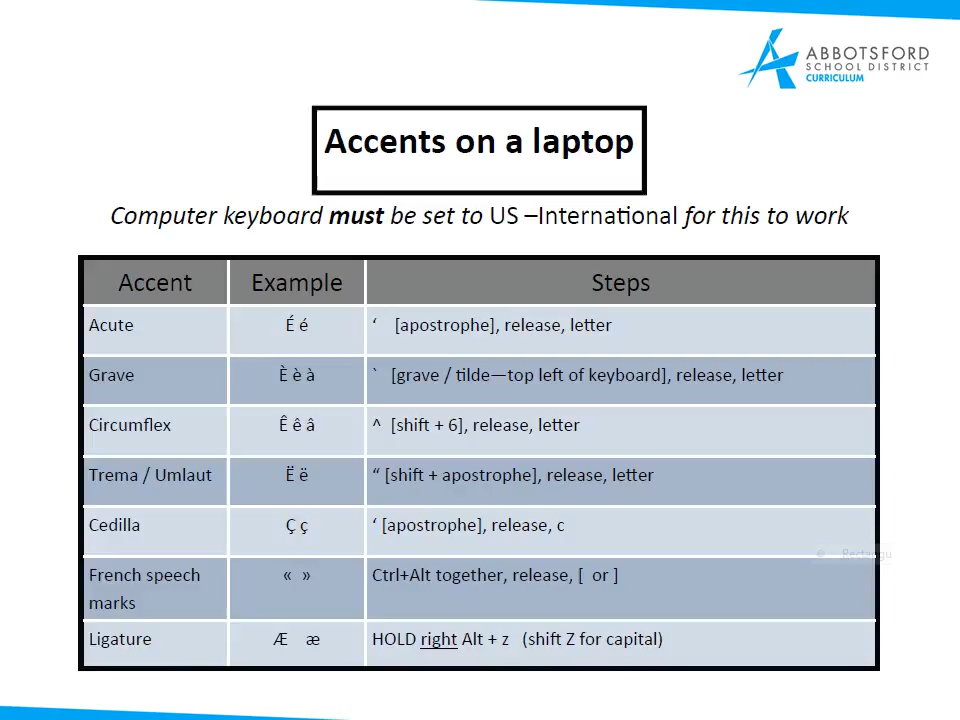 ABBOTSFORD
SCHOOL DISTRICT
CURRICULUM
Accents on a laptop
Computer keyboard must be set to US –International for this to work
Accent Example Steps
Acute É é ‘ [apostrophe], release, letter
Grave È è à ` [grave / tilde—top left of keyboard], release, letter
Circumflex Ê ê â ^ [shift + 6], release, letter
Trema / Umlaut Ë ë “ [shift + apostrophe], release, letter
Cedilla Ç ç ‘ [apostrophe], release, c
Rectangu
French speech marks « » Ctrl+Alt together, release, [ or ]
Ligature Æ æ HOLD right Alt + z (shift Z for capital)